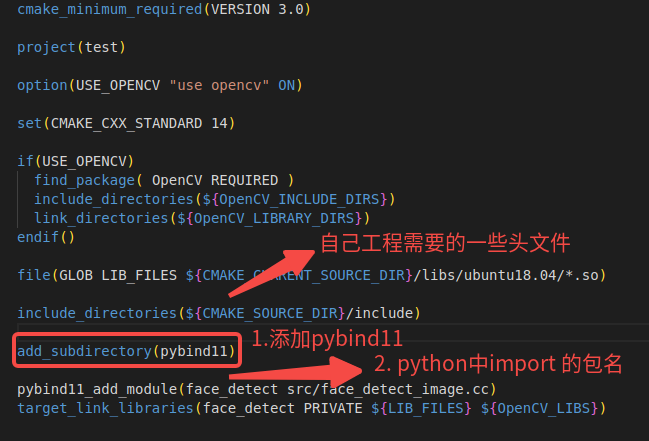 cmake_minimum_required(VERSION 3.0)
project(test)
option(USE_OPENCV "use opencv" ON)
set(CMAKE_CXX_STANDARD 14)
if(USE_OPENCV)
find_package( OpenCV REQUIRED )
include_directories(${OpenCV_INCLUDE_DIRS})
link_directories(${OpenCV_LIBRARY_DIRS})
endif()
自己工程需要的一些头文件
file(GLOB LIB_FILES ${CMAKE_CURRENT_SOURCE_DIR}/libs/ubuntu18.04/*.so)
include_directories(${CMAKE_SOURCE_DIR}/include)
1.添加pybind11
add_subdirectory(pybind11)
2. python中import 的包名
pybind11_add_module(face_detect src/face_detect_image.cc)
target_link_libraries(face_detect PRIVATE ${LIB_FILES} ${OpenCV_LIBS})